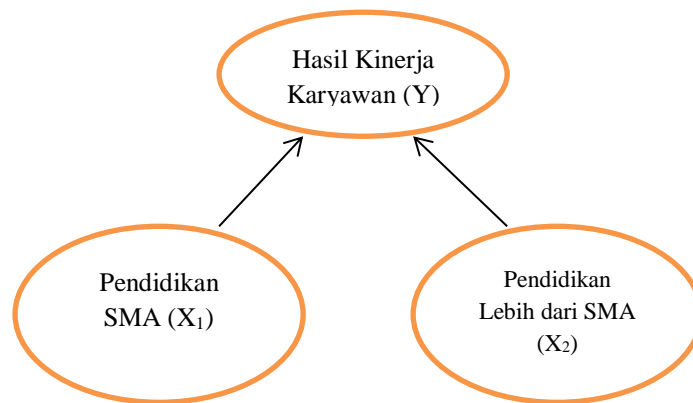 Hasil Kinerja
Karyawan (Y)
Pendidikan
SMA (X₁)
Pendidikan
Lebih dari SMA
(X₂)